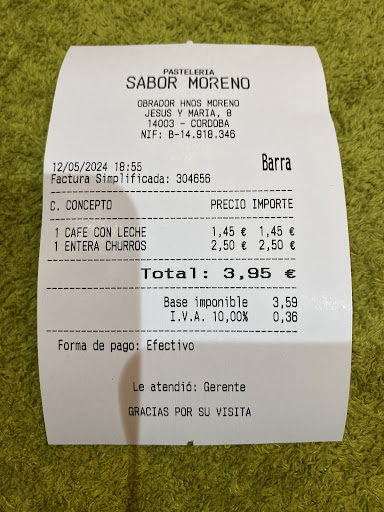 PASTELERIA
SABOR MORENO
OBRADOR HNOS MORENO
JESUS Y MARIA, 8
14003 - CORDOBA
NIF: B-14.918.346
12/05/2024 18:55 Barra
Factura Simplificada: 304656
C. CONCEPTO PRECIO IMPORTE
1 CAFE CON LECHE 1,45 € 1,45 €
1 ENTERA CHURROS 2,50 € 2,50 €
Total: 3,95 €
Base imponible 3,59
I.V.A. 10,00% 0,36
Forma de pago: Efectivo
Le atendió: Gerente
GRACIAS POR SU VISITA